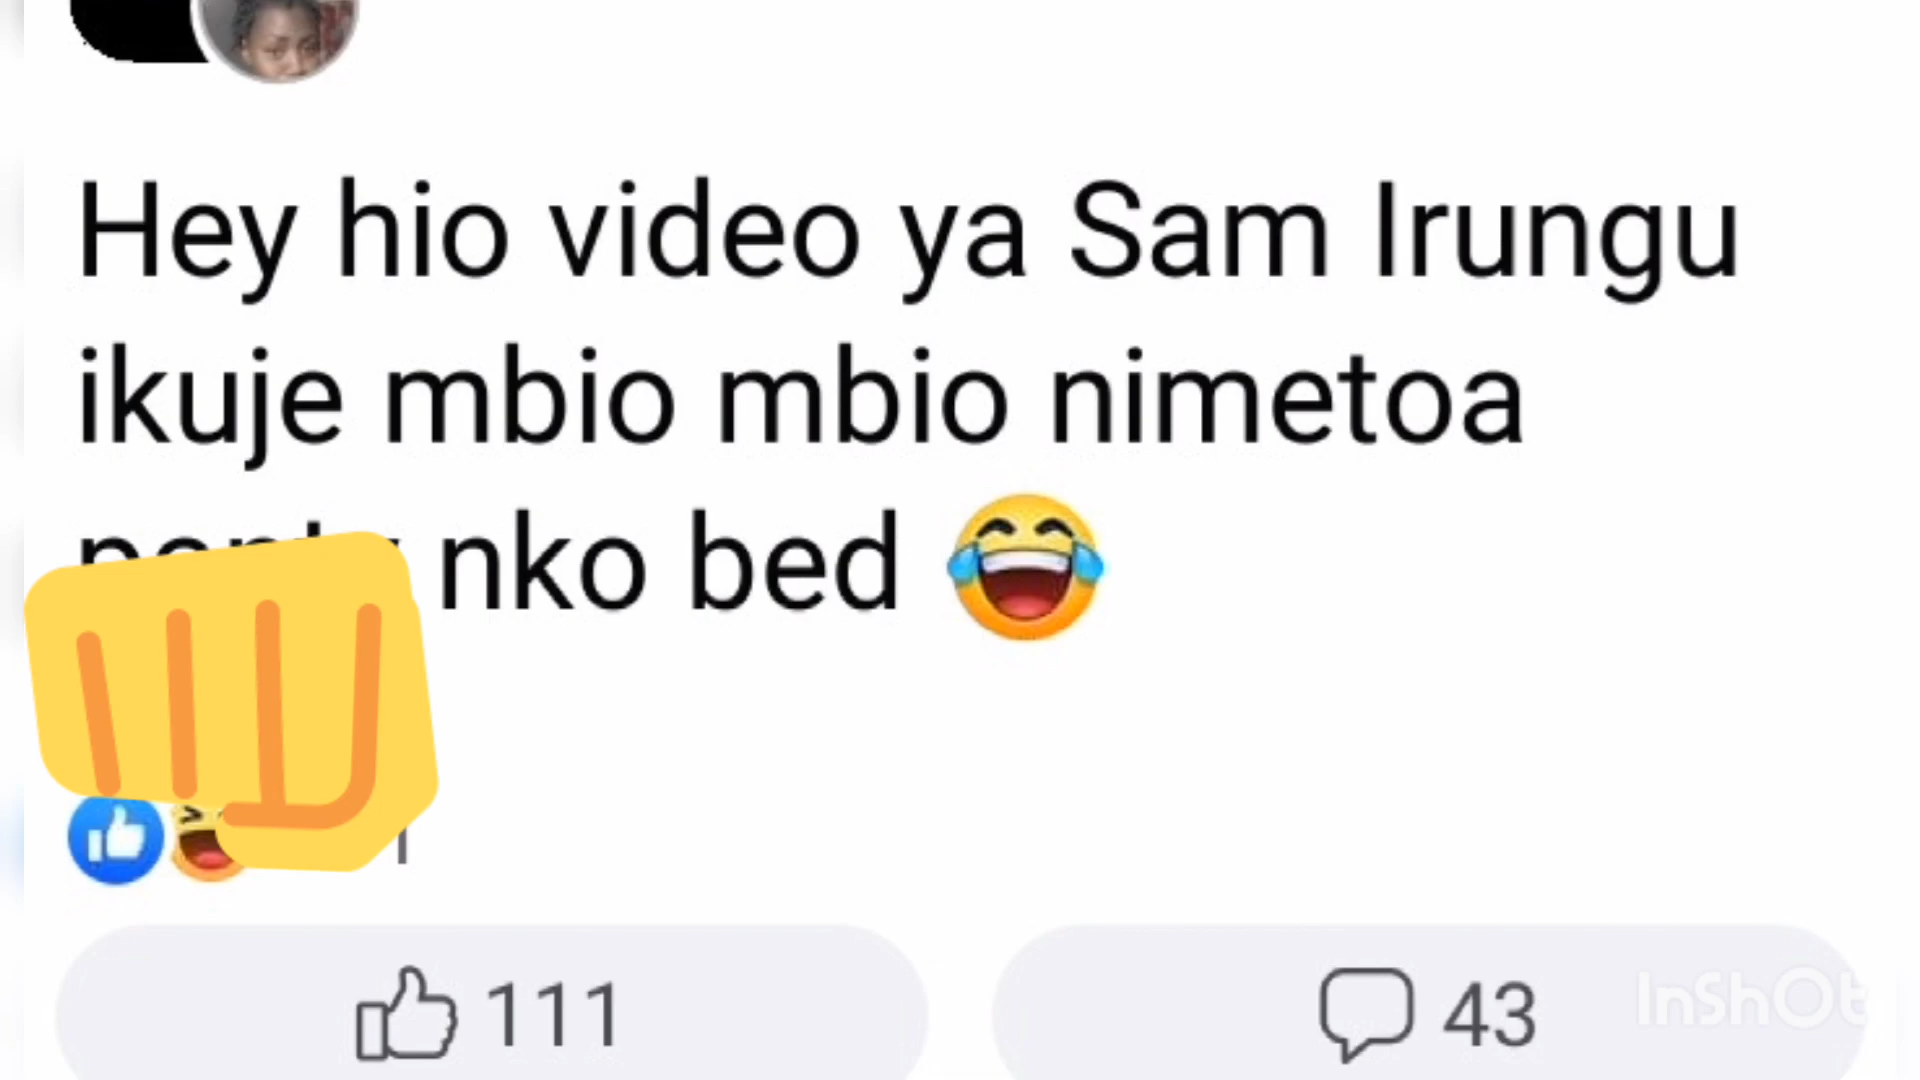 Hey hio video ya Sam Irungu
ikuje mbio mbio nimetoa
nko bed
111
43
InShOt